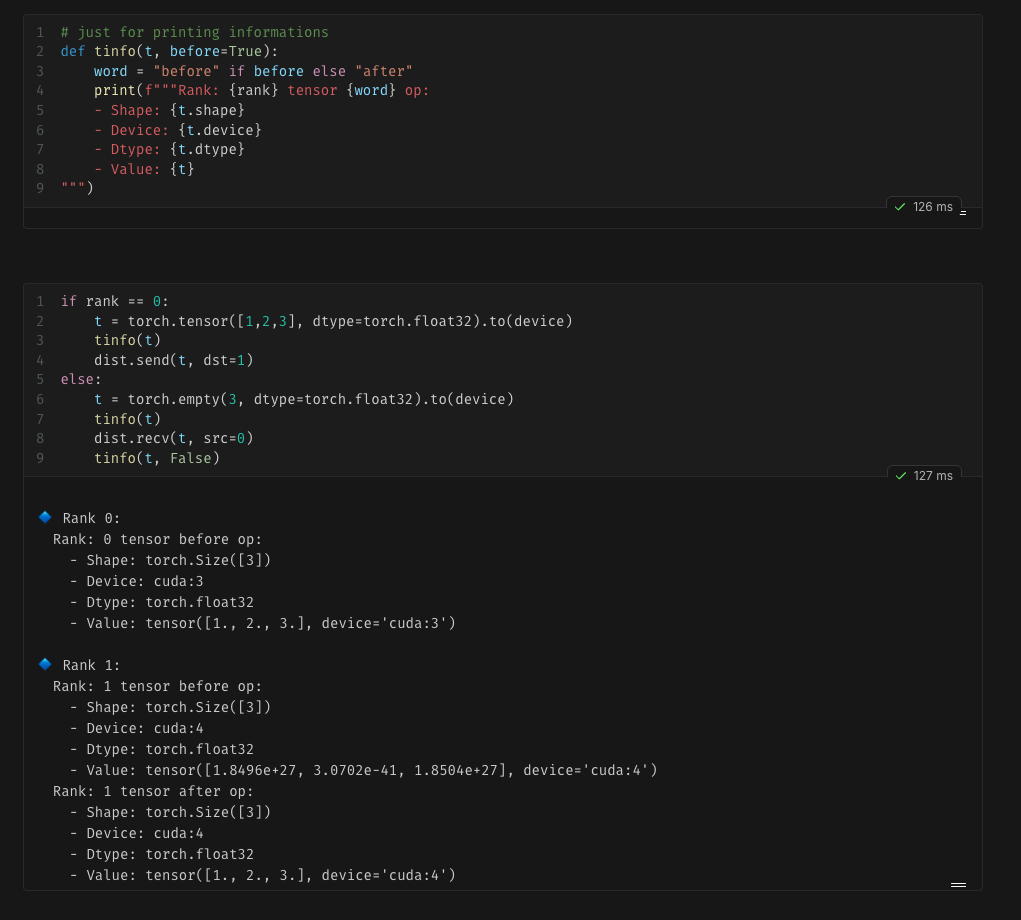 1 # just for printing informations
2 def tinfo(t, before=True):
3     word = "before" if before else "after"
4     print(f"""Rank: {rank} tensor {word} op:
5     - Shape: {t.shape}
6     - Device: {t.device}
7     - Dtype: {t.dtype}
8     - Value: {t}
9 """)
126 ms
1 if rank == 0:
2     t = torch.tensor([1,2,3], dtype=torch.float32).to(device)
3     tinfo(t)
4     dist.send(t, dst=1)
5 else:
6     t = torch.empty(3, dtype=torch.float32).to(device)
7     tinfo(t)
8     dist.recv(t, src=0)
9     tinfo(t, False)
127 ms
Rank 0:
Rank: 0 tensor before op:
- Shape: torch.Size([3])
- Device: cuda:3
- Dtype: torch.float32
- Value: tensor([1., 2., 3.], device='cuda:3')
Rank 1:
Rank: 1 tensor before op:
- Shape: torch.Size([3])
- Device: cuda:4
- Dtype: torch.float32
- Value: tensor([1.8496e+27, 3.0702e-41, 1.8504e+27], device='cuda:4')
Rank: 1 tensor after op:
- Shape: torch.Size([3])
- Device: cuda:4
- Dtype: torch.float32
- Value: tensor([1., 2., 3.], device='cuda:4')